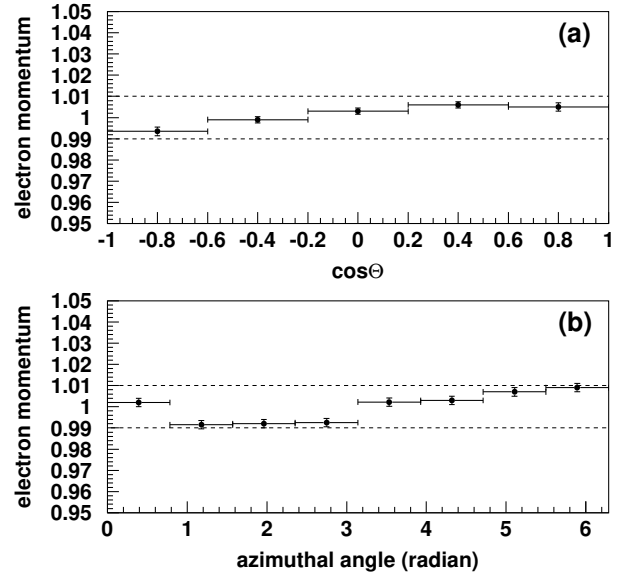 (a)
electron momentum
1.05
1.04
1.03
1.02
1.01
1
0.99
0.98
0.97
0.96
0.95
-1 -0.8 -0.6 -0.4 -0.2 0 0.2 0.4 0.6 0.8 1
cosΘ
(b)
electron momentum
1.05
1.04
1.03
1.02
1.01
1
0.99
0.98
0.97
0.96
0.95
0 1 2 3 4 5 6
azimuthal angle (radian)